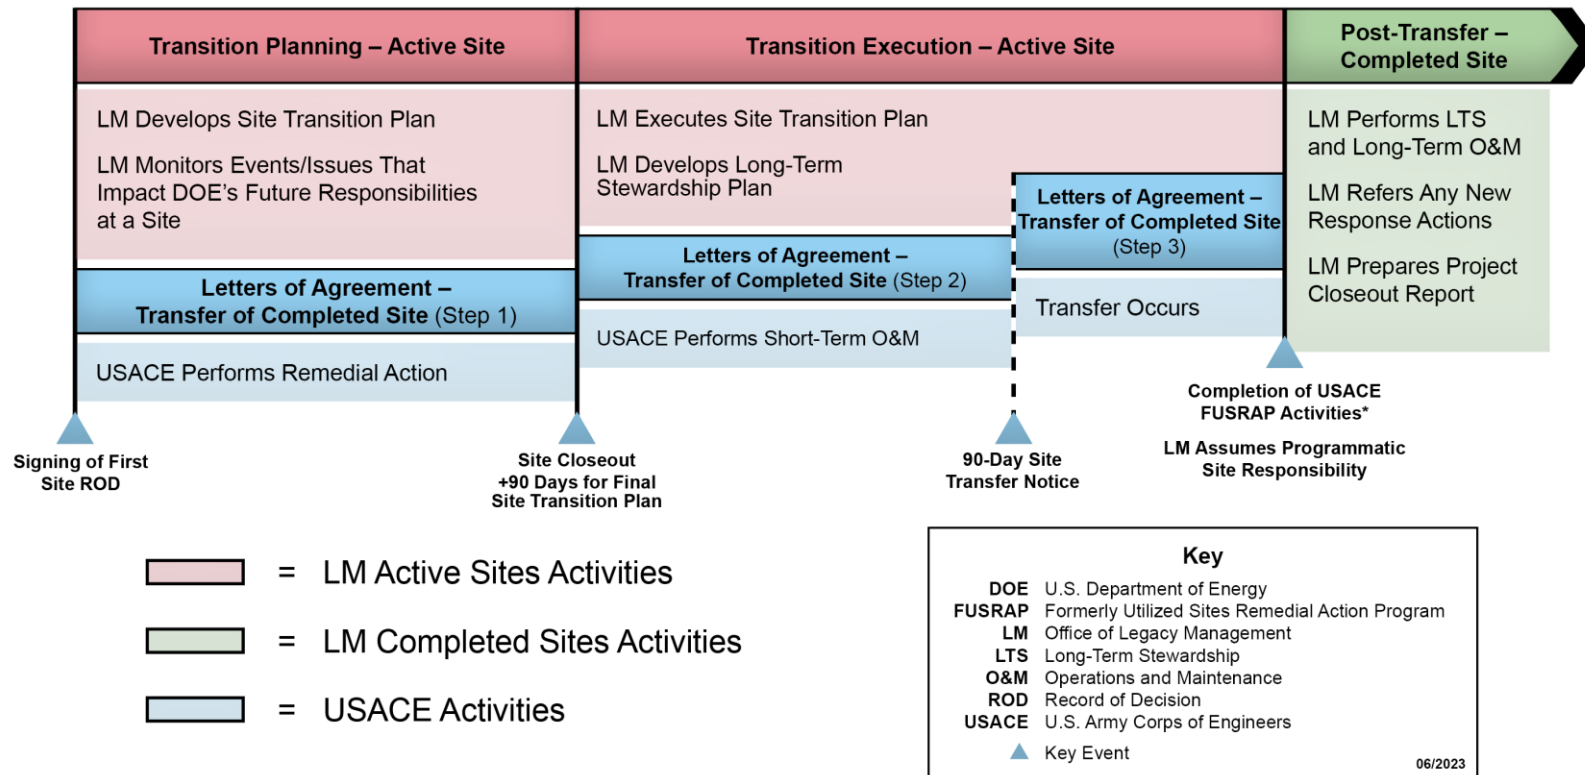 Transition Planning – Active Site
Transition Execution – Active Site
Post-Transfer –
Completed Site
LM Develops Site Transition Plan
LM Monitors Events/Issues That
Impact DOE’s Future Responsibilities
at a Site
Letters of Agreement –
Transfer of Completed Site (Step 1)
USACE Performs Remedial Action
LM Executes Site Transition Plan
LM Develops Long-Term
Stewardship Plan
Letters of Agreement –
Transfer of Completed Site (Step 2)
USACE Performs Short-Term O&M
Letters of Agreement –
Transfer of Completed Site
(Step 3)
Transfer Occurs
LM Performs LTS
and Long-Term O&M
LM Refers Any New
Response Actions
LM Prepares Project
Closeout Report
Signing of First
Site ROD
Site Closeout
+90 Days for Final
Site Transition Plan
90-Day Site
Transfer Notice
Completion of USACE
FUSRAP Activities*
LM Assumes Programmatic
Site Responsibility
= LM Active Sites Activities
= LM Completed Sites Activities
= USACE Activities
Key
DOE U.S. Department of Energy
FUSRAP Formerly Utilized Sites Remedial Action Program
LM Office of Legacy Management
LTS Long-Term Stewardship
O&M Operations and Maintenance
ROD Record of Decision
USACE U.S. Army Corps of Engineers
Key Event
06/2023